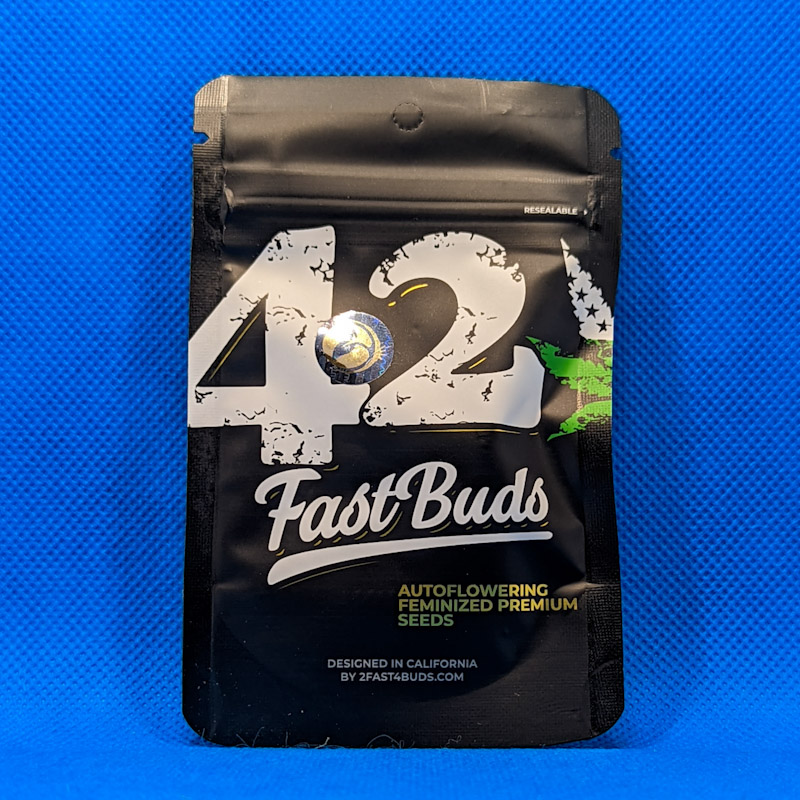 RESEALABLE
42
FastBuds
AUTOFLOWERING
FEMINIZED PREMIUM
SEEDS
DESIGNED IN CALIFORNIA
BY 2FAST4BUDS.COM